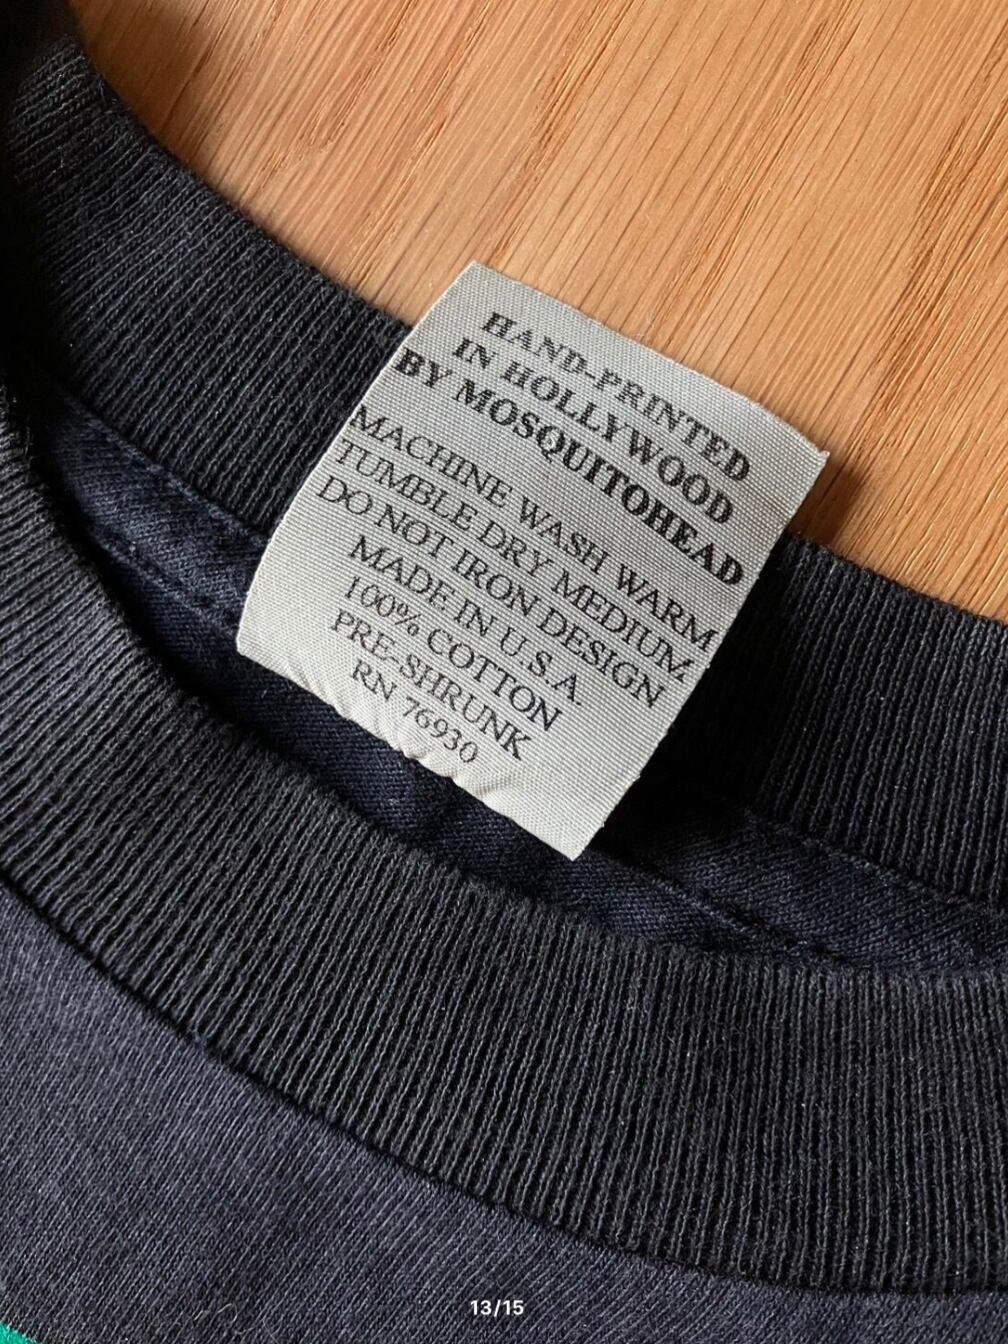 HAND-PRINTED
IN HOLLYWOOD
BY MOSQUITOHEAD
MACHINE WASH WARM
TUMBLE DRY MEDIUM.
DO NOT IRON DESIGN
MADE IN U.S.A.
100% COTTON
PRE-SHRUNK
RN 76930
13/15